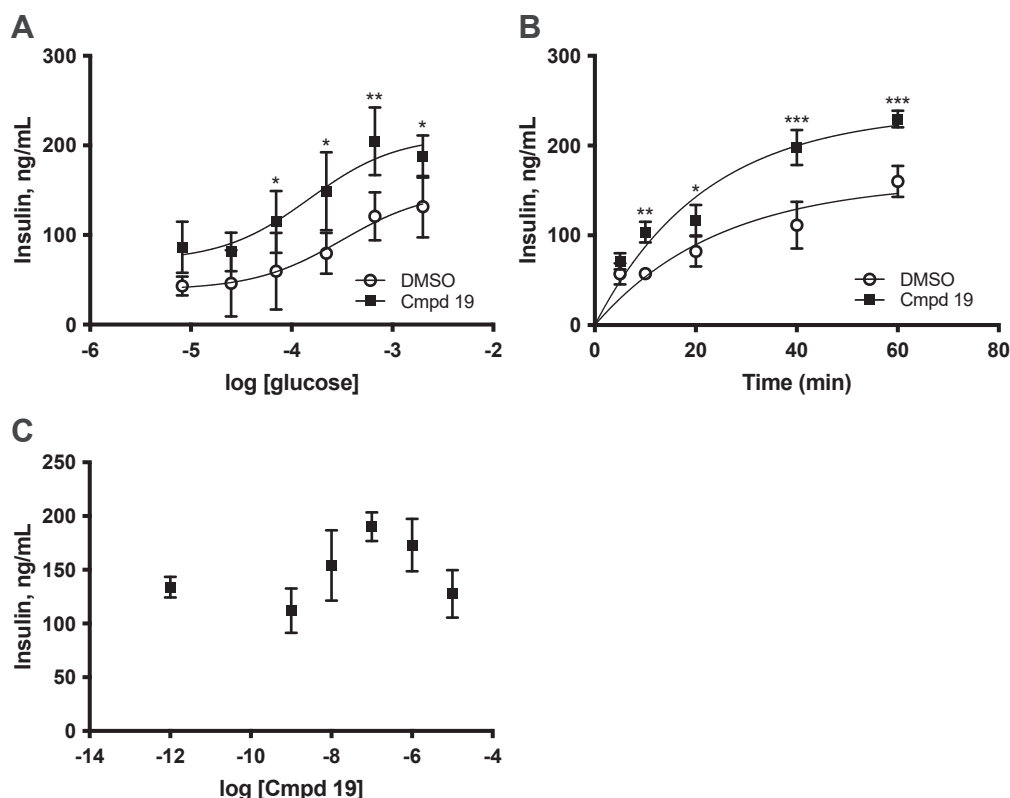 A
Insulin, ng/mL
300
200
100
0
-6
-5
-4
-3
-2
log [glucose]
*
*
**
*
DMSO
Cmpd 19
B
Insulin, ng/mL
300
200
100
0
0
20
40
60
80
Time (min)
**
*
***
***
DMSO
Cmpd 19
C
Insulin, ng/mL
250
200
150
100
50
0
-14
-12
-10
-8
-6
-4
log [Cmpd 19]